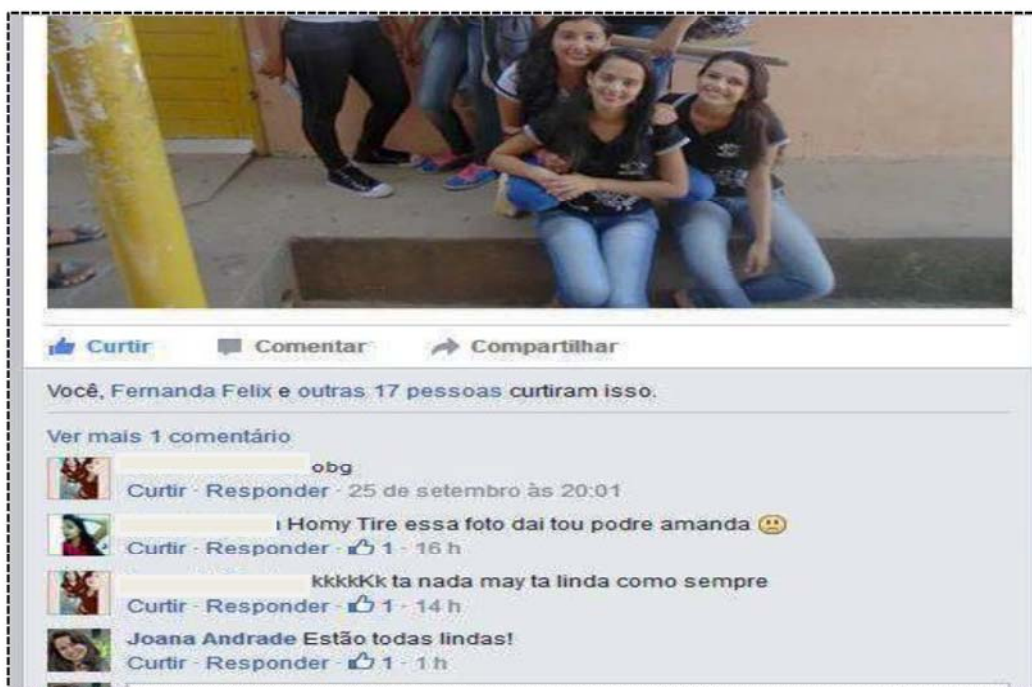 Curtir Comentar Compartilhar
Você, Fernanda Felix e outras 17 pessoas curtiram isso.
Ver mais 1 comentário
obg
Curtir · Responder · 25 de setembro às 20:01
Homy Tire essa foto dai tou podre amanda
Curtir · Responder · 1 · 16 h
kkkkKk ta nada may ta linda como sempre
Curtir · Responder · 1 · 14 h
Joana Andrade Estão todas lindas!
Curtir · Responder · 1 · 1 h